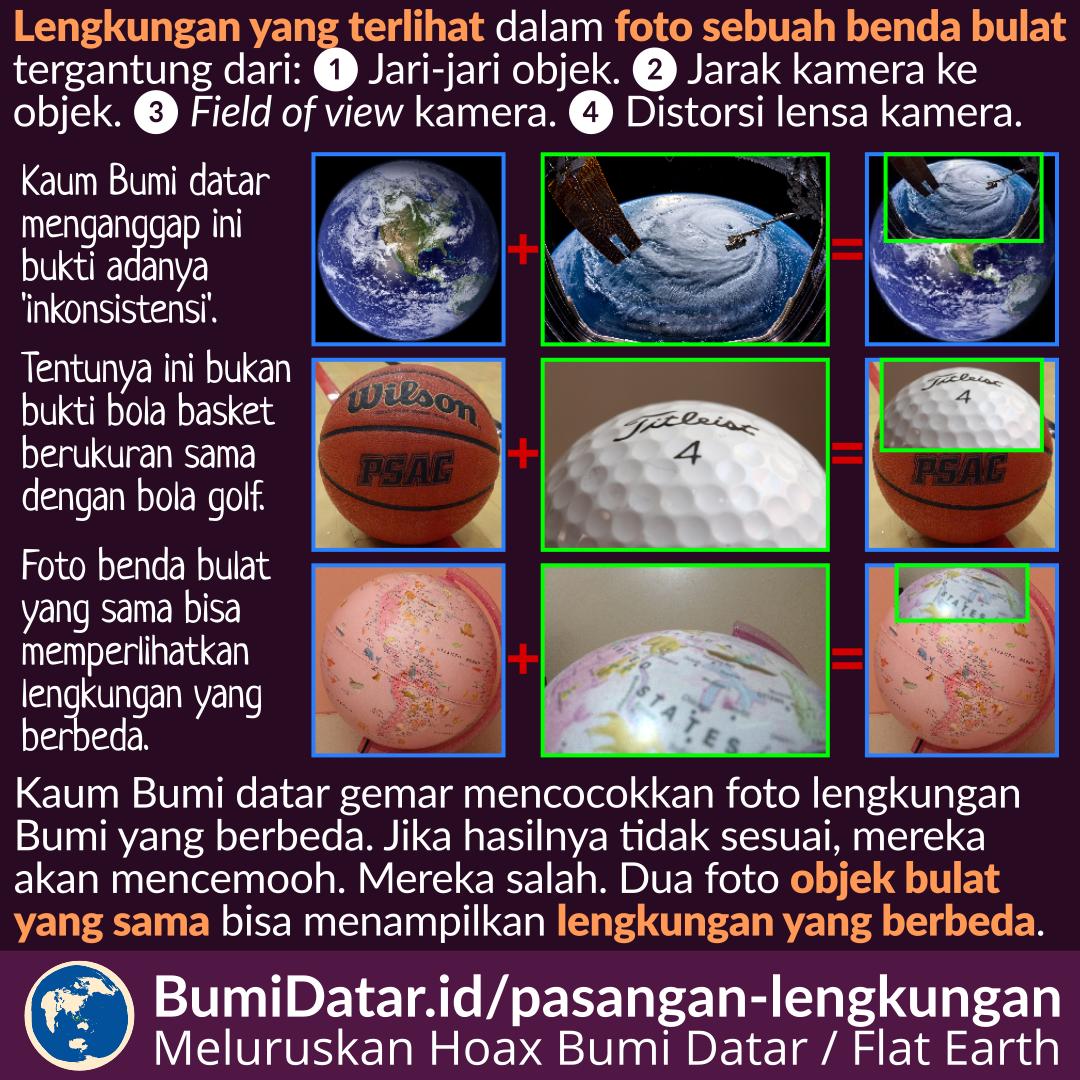 Lengkungan yang terlihat dalam foto sebuah benda bulat
tergantung dari: 1 Jari-jari objek. 2 Jarak kamera ke
objek. 3 Field of view kamera. 4 Distorsi lensa kamera.
Kaum Bumi datar
menganggap ini
bukti adanya
'inkonsistensi'.
+
=
Tentunya ini bukan
bukti bola basket
berukuran sama
dengan bola golf.
Wilson
PSAC
+
Titleist
4
=
Titleist
4
PSAC
Foto benda bulat
yang sama bisa
memperlihatkan
lengkungan yang
berbeda.
+
STATES
=
STATES
Kaum Bumi datar gemar mencocokkan foto lengkungan
Bumi yang berbeda. Jika hasilnya tidak sesuai, mereka
akan mencemooh. Mereka salah. Dua foto objek bulat
yang sama bisa menampilkan lengkungan yang berbeda.
BumiDatar.id/pasangan-lengkungan
Meluruskan Hoax Bumi Datar / Flat Earth